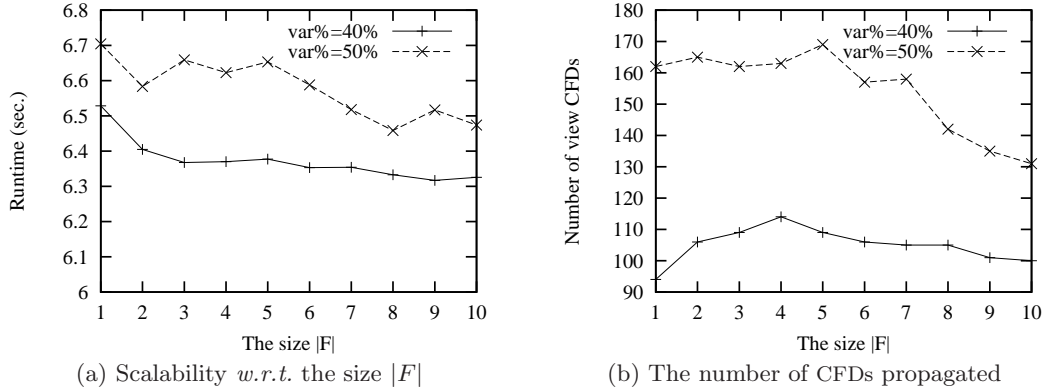 6.8
6.7
6.6
6.5
6.4
6.3
6.2
6.1
6
Runtime (sec.)
var%=40%
var%=50%
1 2 3 4 5 6 7 8 9 10
The size |F|
(a) Scalability w.r.t. the size |F|
180
170
160
150
140
130
120
110
100
90
Number of view CFDs
var%=40%
var%=50%
1 2 3 4 5 6 7 8 9 10
The size |F|
(b) The number of CFDs propagated